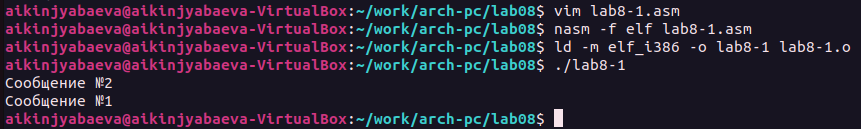 aikinjyabaeva@aikinjyabaeva-VirtualBox:~/work/arch-pc/lab08$ vim lab8-1.asm
aikinjyabaeva@aikinjyabaeva-VirtualBox:~/work/arch-pc/lab08$ nasm -f elf lab8-1.asm
aikinjyabaeva@aikinjyabaeva-VirtualBox:~/work/arch-pc/lab08$ ld -m elf_i386 -o lab8-1 lab8-1.o
aikinjyabaeva@aikinjyabaeva-VirtualBox:~/work/arch-pc/lab08$ ./lab8-1
Сообщение №2
Сообщение №1
aikinjyabaeva@aikinjyabaeva-VirtualBox:~/work/arch-pc/lab08$